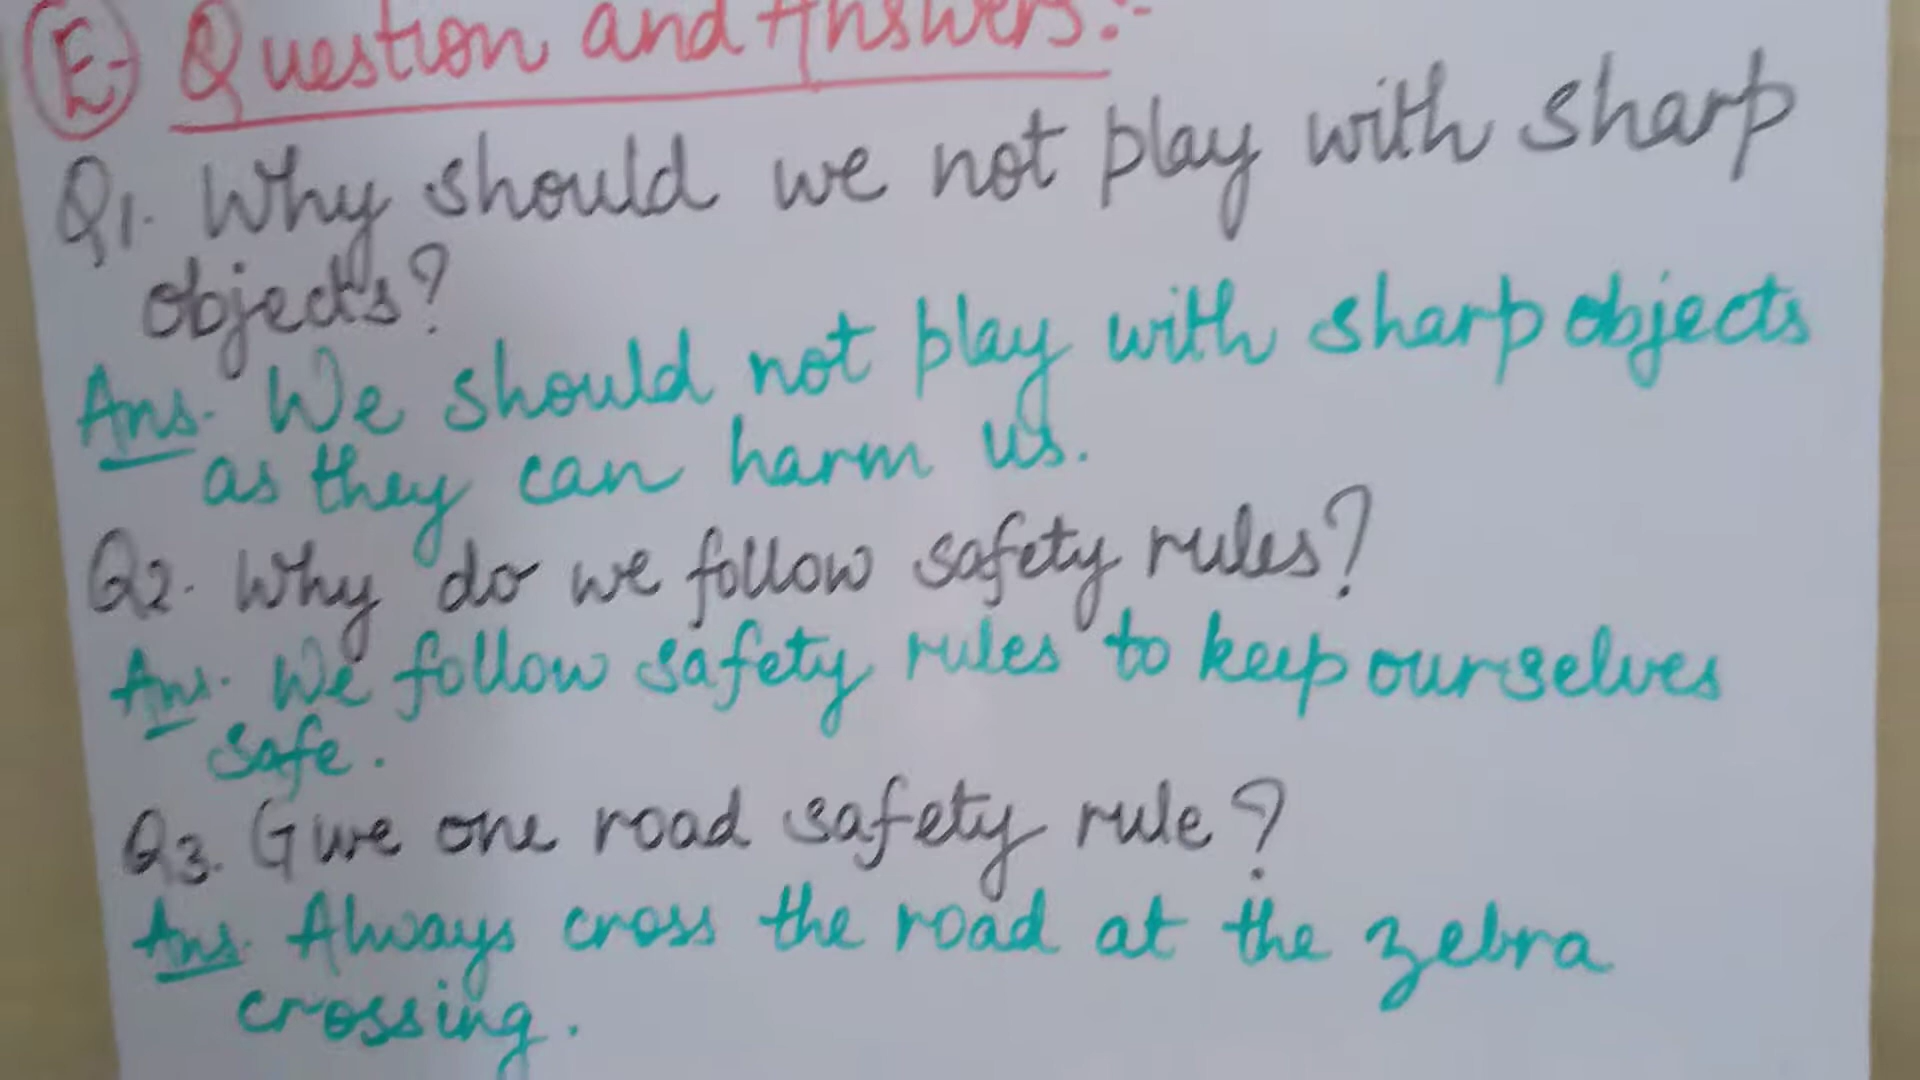 E- Question and Answers:-
Q1. Why should we not play with sharp
objects?
Ans. We should not play with sharp objects
as they can harm us.
Q2. Why do we follow safety rules?
Ans. We follow safety rules to keep ourselves
safe.
Q3. Give one road safety rule?
Ans. Always cross the road at the zebra
crossing.